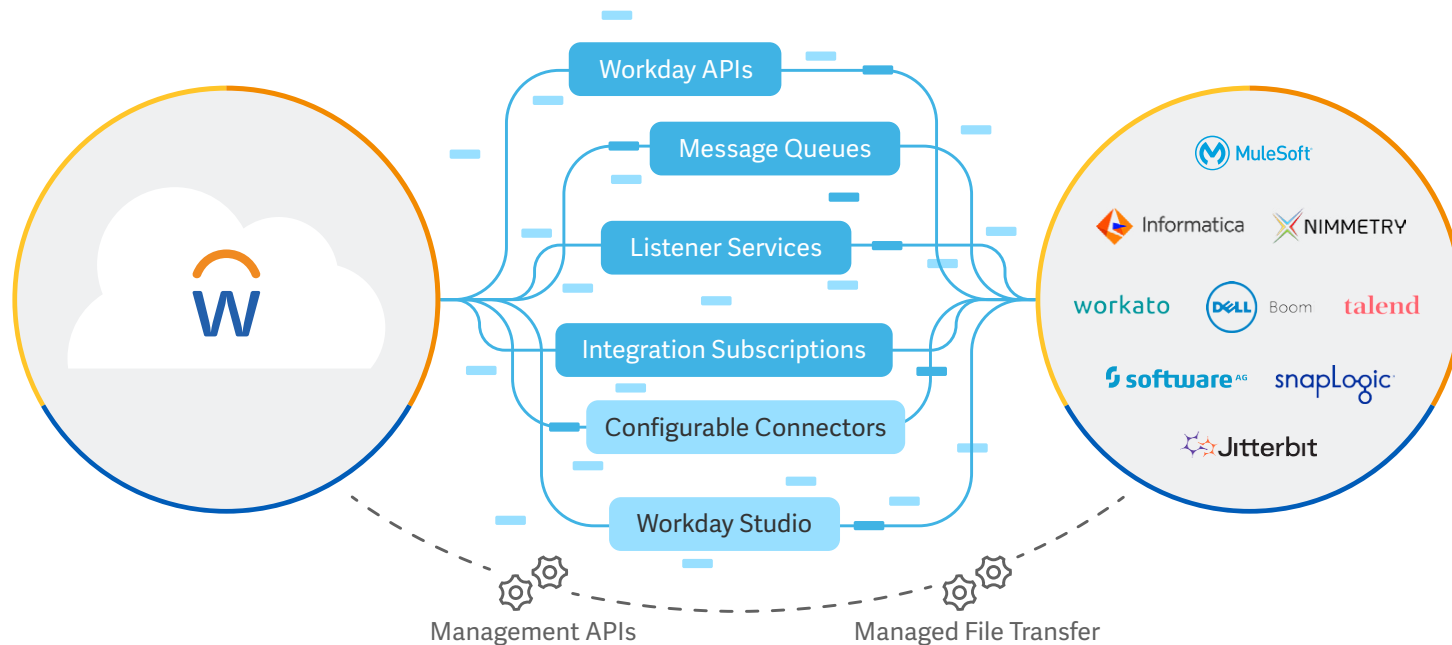 Workday APIs
Message Queues
Listener Services
Integration Subscriptions
Configurable Connectors
Workday Studio
Management APIs
Managed File Transfer
W
MuleSoft
Informatica
NIMMETRY
workato
DELL Boom
talend
software AG
snapLogic
Jitterbit